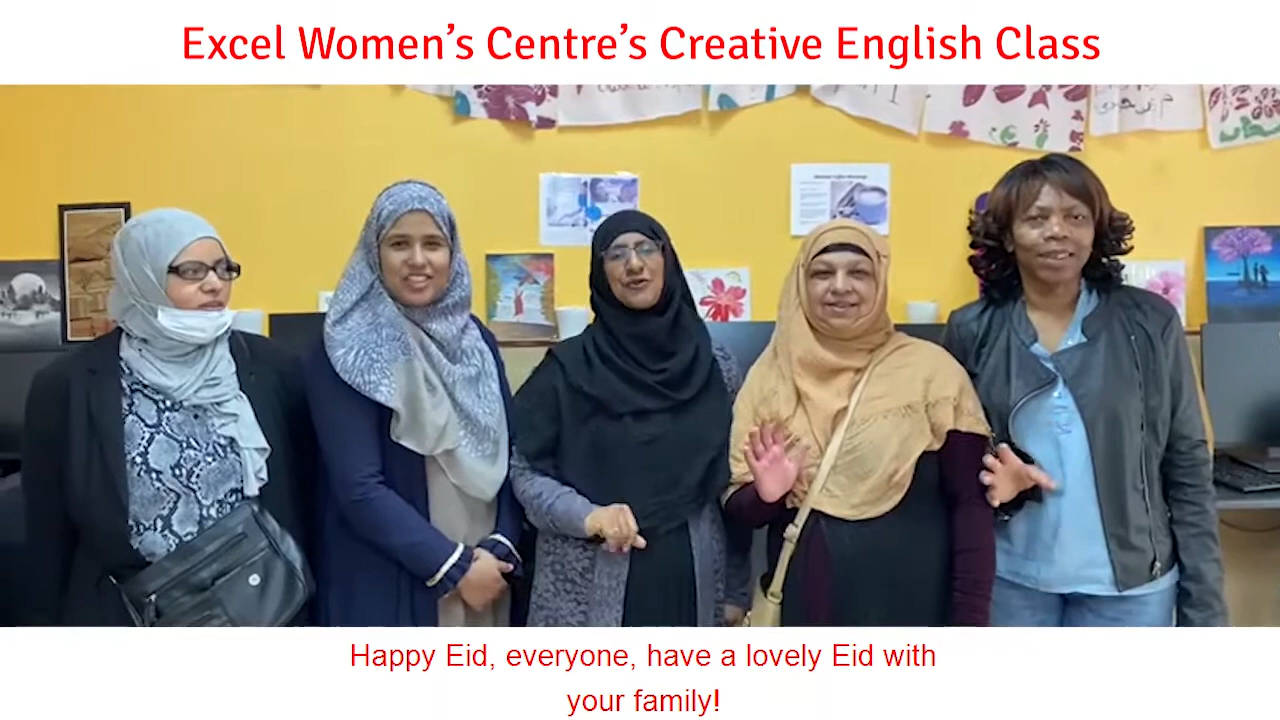 Excel Women’s Centre’s Creative English Class
Happy Eid, everyone, have a lovely Eid with
your family!